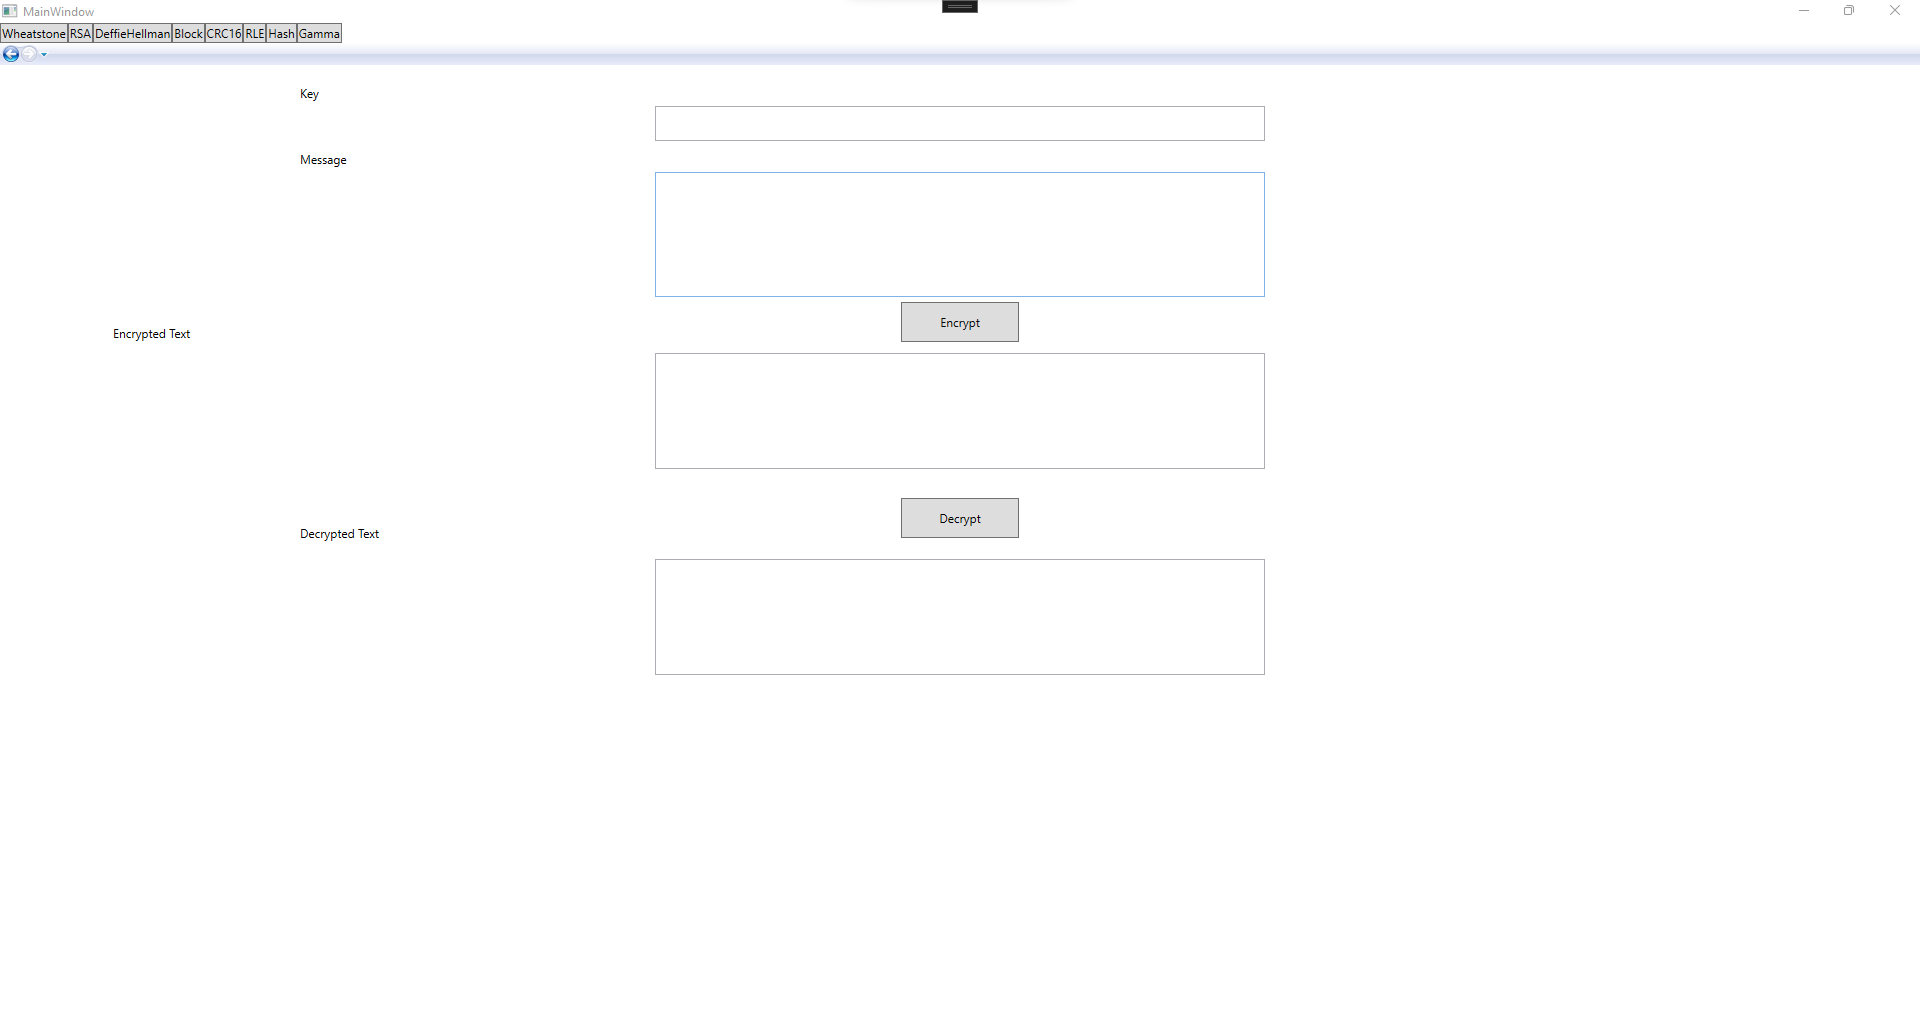 MainWindow
Wheatstone RSA DeffieHellman Block CRC16 RLE Hash Gamma
Key
Message
Encrypt
Encrypted Text
Decrypt
Decrypted Text